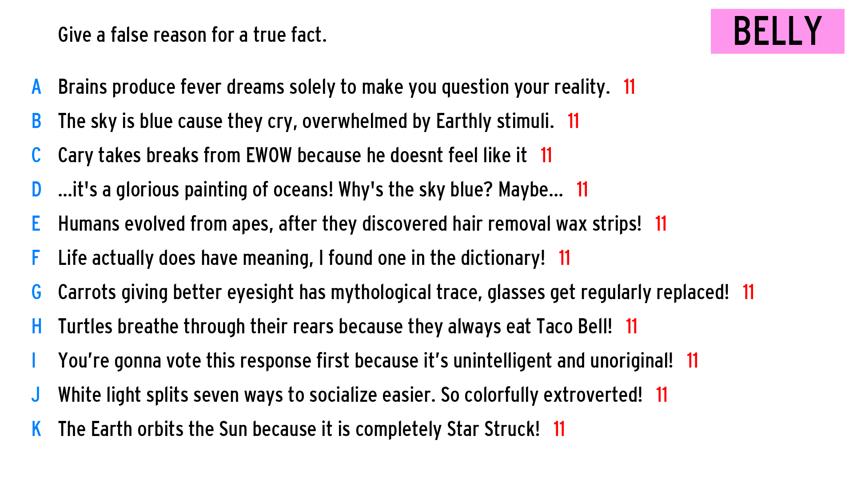 Give a false reason for a true fact.
BELLY
A Brains produce fever dreams solely to make you question your reality. 11
B The sky is blue cause they cry, overwhelmed by Earthly stimuli. 11
C Cary takes breaks from EWOW because he doesnt feel like it 11
D ...it's a glorious painting of oceans! Why's the sky blue? Maybe... 11
E Humans evolved from apes, after they discovered hair removal wax strips! 11
F Life actually does have meaning, I found one in the dictionary! 11
G Carrots giving better eyesight has mythological trace, glasses get regularly replaced! 11
H Turtles breathe through their rears because they always eat Taco Bell! 11
I You’re gonna vote this response first because it’s unintelligent and unoriginal! 11
J White light splits seven ways to socialize easier. So colorfully extroverted! 11
K The Earth orbits the Sun because it is completely Star Struck! 11